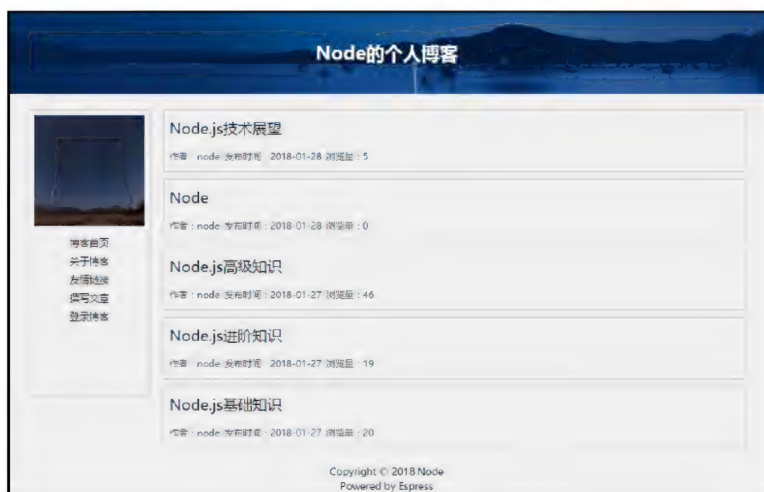 Node的个人博客
博客首页
关于博客
友情链接
撰写文章
登录博客
Node.js技术展望
作者：node 发布时间：2018-01-28 浏览量：5
Node
作者：node 发布时间：2018-01-28 浏览量：0
Node.js高级知识
作者：node 发布时间：2018-01-27 浏览量：46
Node.js进阶知识
作者：node 发布时间：2018-01-27 浏览量：19
Node.js基础知识
作者：node 发布时间：2018-01-27 浏览量：20
Copyright © 2018 Node
Powered by Espress